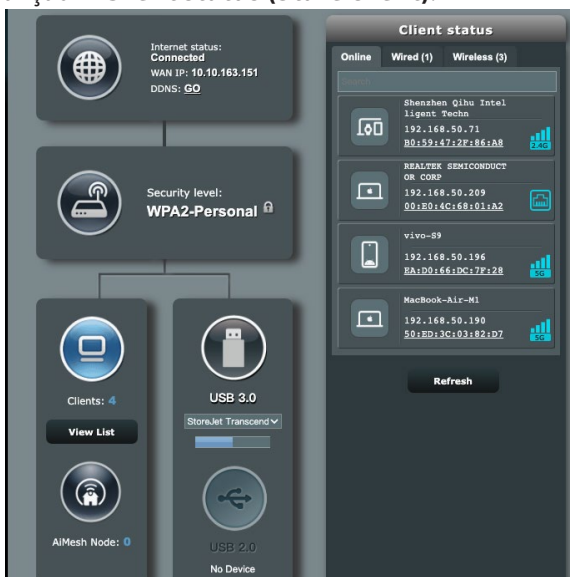 Internet status:
Connected
WAN IP: 10.10.163.151
DDNS: GO
Security level:
WPA2-Personal
Clients: 4
View List
AiMesh Node: 0
USB 3.0
StoreJet Transcend
USB 2.0
No Device
Client status
Online
Wired (1)
Wireless (3)
Search
Shenzhen Qihu Intel
ligent Techn
192.168.50.71
B0:59:47:2F:86:A8
2.4G
REALTEK SEMICONDUCT
OR CORP
192.168.50.209
00:E0:4C:68:01:A2
vivo-S9
192.168.50.196
EA:D0:66:DC:7F:28
5G
MacBook-Air-M1
192.168.50.190
50:ED:3C:03:82:D7
5G
Refresh